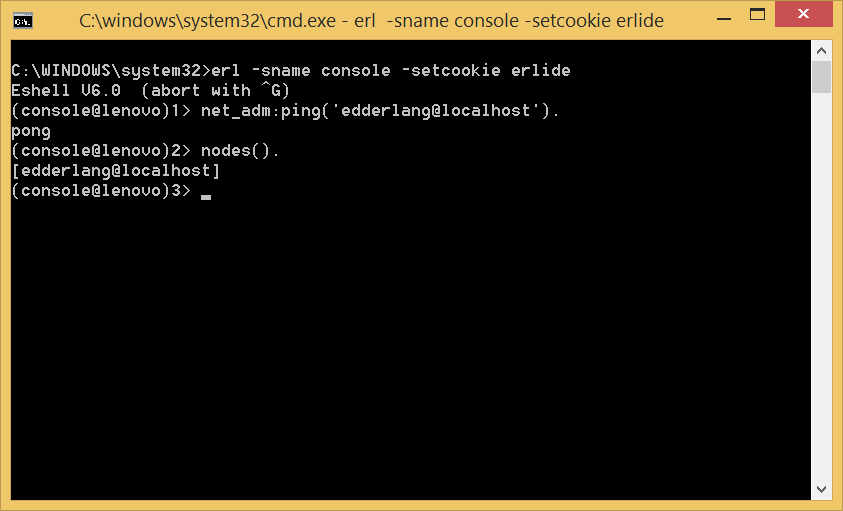 C:\windows\system32\cmd.exe - erl  -sname console -setcookie erlide
C:\WINDOWS\system32>erl -sname console -setcookie erlide
Eshell V6.0  (abort with ^G)
(console@lenovo)1> net_adm:ping('edderlang@localhost').
pong
(console@lenovo)2> nodes().
[edderlang@localhost]
(console@lenovo)3>